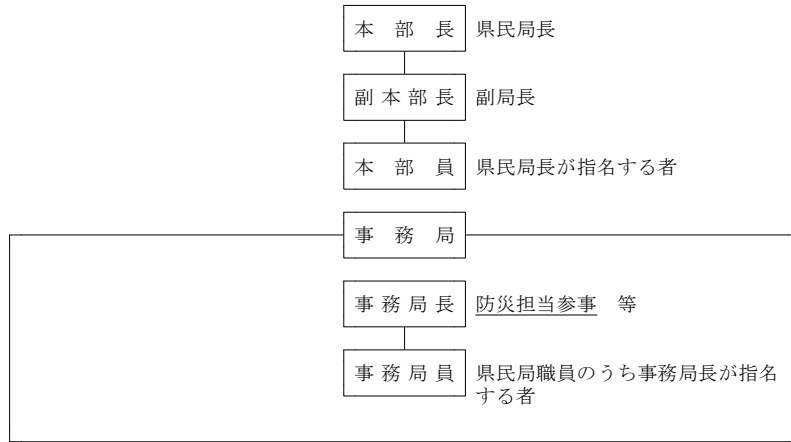 本部長 県民局長
副本部長 副局長
本部員 県民局長が指名する者
事務局
事務局長 防災担当参事 等
事務局員 県民局職員のうち事務局長が指名
する者